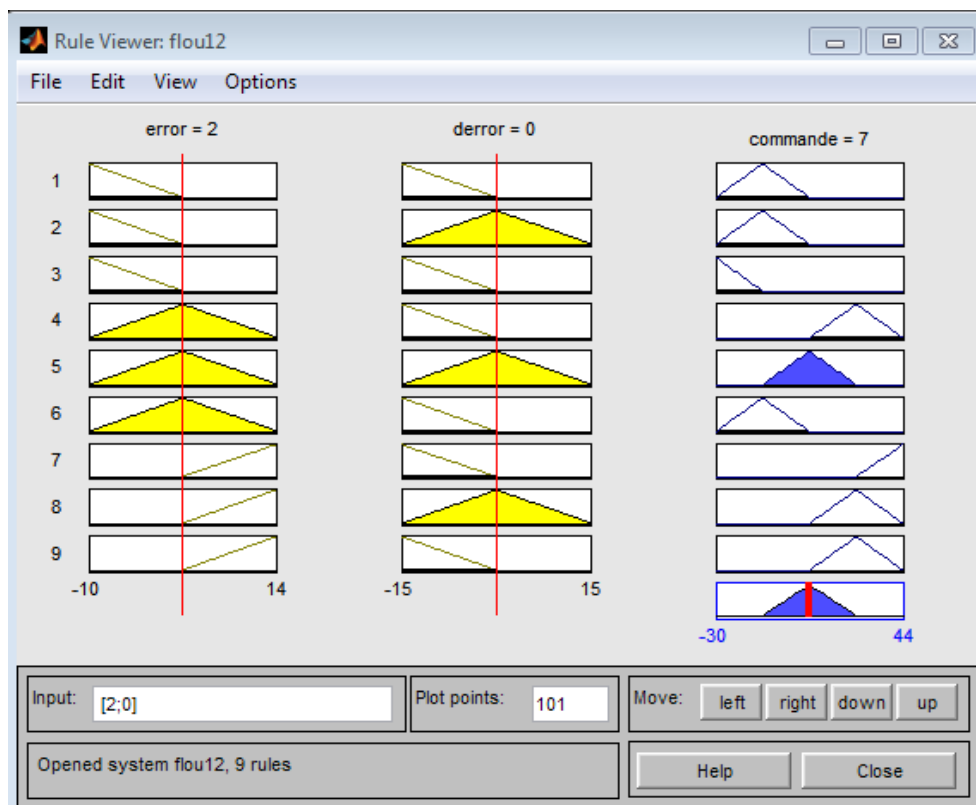 Rule Viewer: flou12
File Edit View Options
error = 2 derror = 0 commande = 7
1
2
3
4
5
6
7
8
9
-10 14 -15 15
-30 44
Input: [2;0] Plot points: 101 Move: left right down up
Opened system flou12, 9 rules Help Close